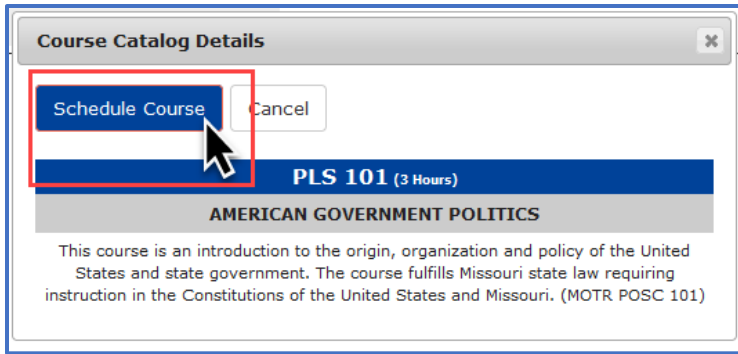 Course Catalog Details
Schedule Course Cancel
PLS 101 (3 Hours)
AMERICAN GOVERNMENT POLITICS
This course is an introduction to the origin, organization and policy of the United
States and state government. The course fulfills Missouri state law requiring
instruction in the Constitutions of the United States and Missouri. (MOTR POSC 101)